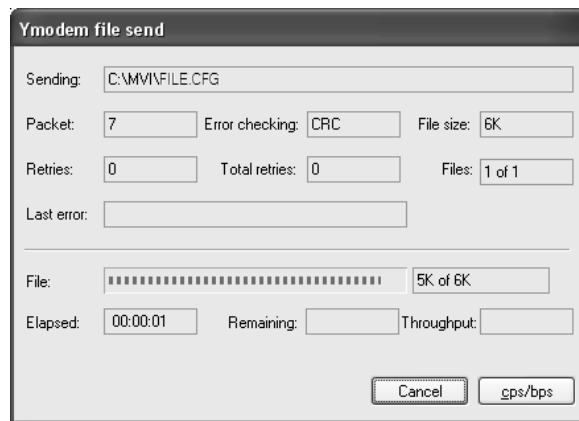 Ymodem file send
Sending: C:\MVI\FILE.CFG
Packet: 7 Error checking: CRC File size: 6K
Retries: 0 Total retries: 0 Files: 1 of 1
Last error:
File: 5K of 6K
Elapsed: 00:00:01 Remaining: Throughput:
Cancel cps/bps